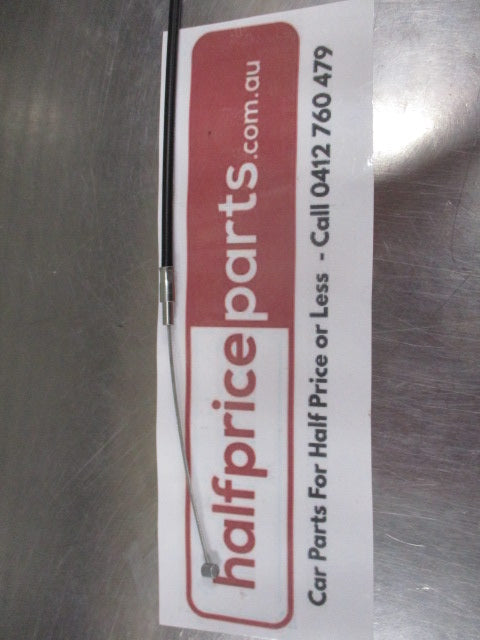 halfpriceparts.com.au
Car Parts For Half Price or Less - Call 0412 760 479